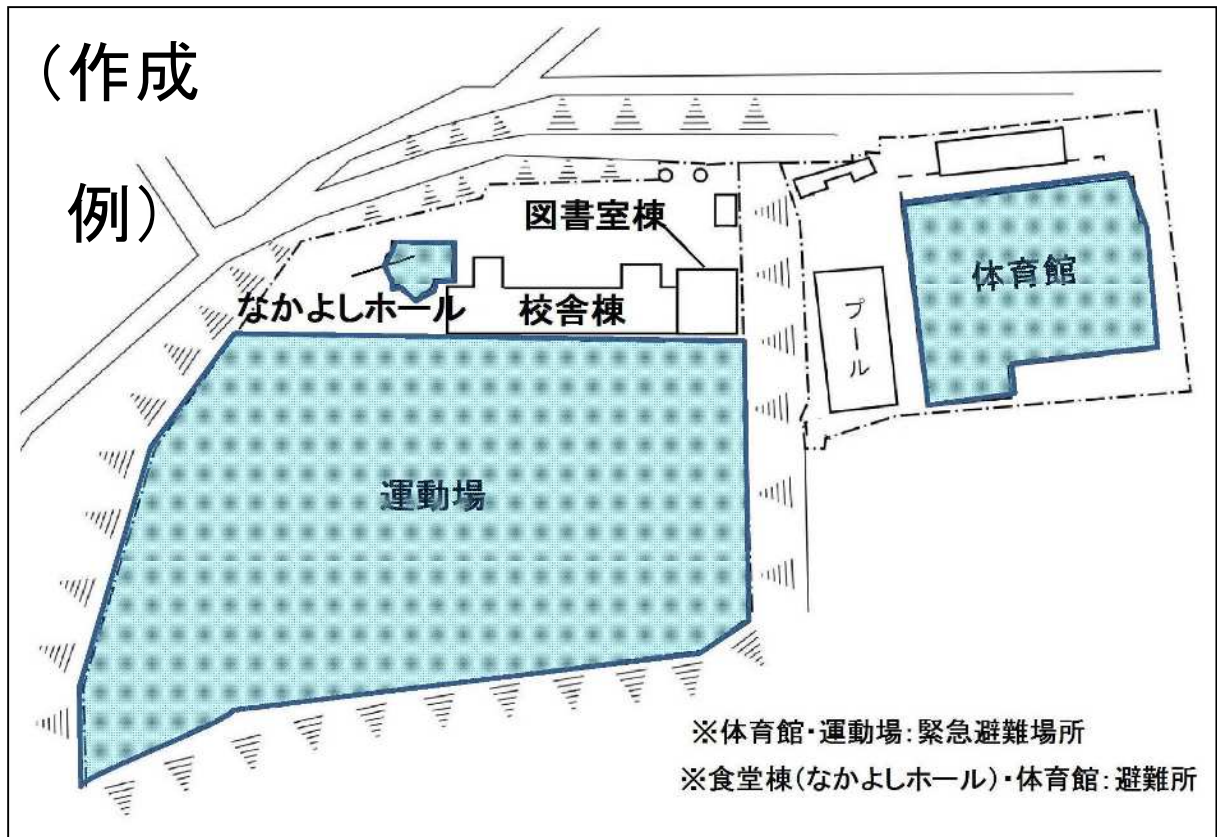 (作成
例)
図書室棟
体育館
なかよしホール
校舎棟
プール
運動場
※体育館・運動場:緊急避難場所
※食堂棟(なかよしホール)・体育館:避難所